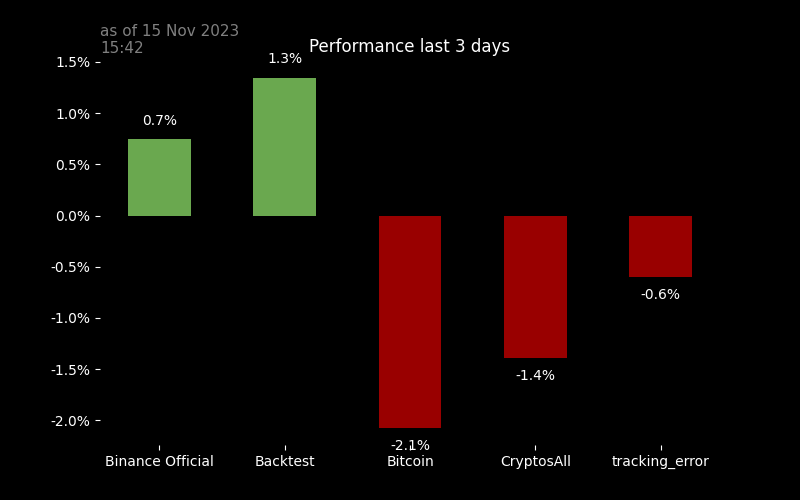 as of 15 Nov 2023
15:42
Performance last 3 days
1.5%
1.0%
0.5%
0.0%
-0.5%
-1.0%
-1.5%
-2.0%
0.7%
1.3%
-2.1%
-1.4%
-0.6%
Binance Official
Backtest
Bitcoin
CryptosAll
tracking_error